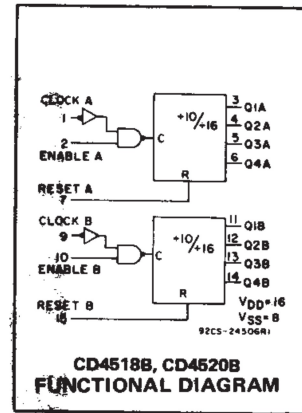 CLOCK A
1
2
ENABLE A
RESET A
7
C
÷10/÷16
R
3 Q1A
4 Q2A
5 Q3A
6 Q4A
CLOCK B
9
10
ENABLE B
RESET B
15
C
÷10/÷16
R
11 Q1B
12 Q2B
13 Q3B
14 Q4B
VDD=16
VSS=8
92CS-24506R1
CD4518B, CD4520B
FUNCTIONAL DIAGRAM